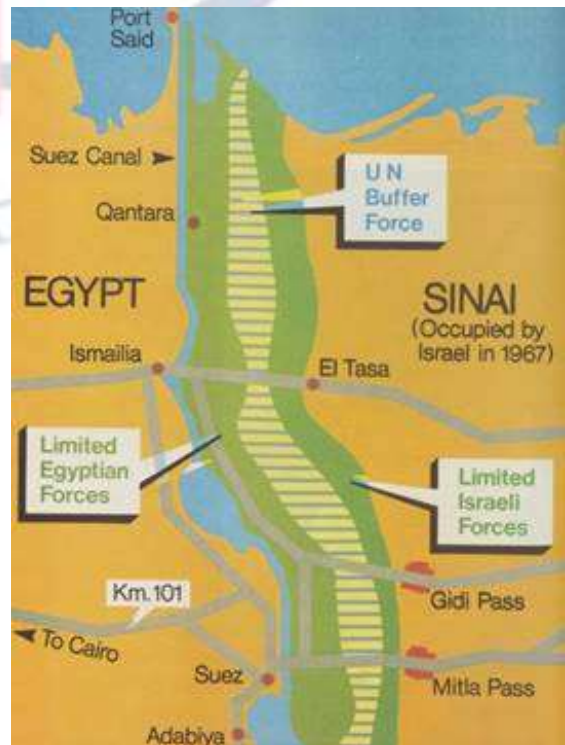 Port
Said
Suez Canal
Qantara
UN
Buffer
Force
EGYPT
SINAI
(Occupied by
Israel in 1967)
Ismailia
El Tasa
Limited
Egyptian
Forces
Limited
Israeli
Forces
Km.101
Gidi Pass
To Cairo
Suez
Mitla Pass
Adabiya